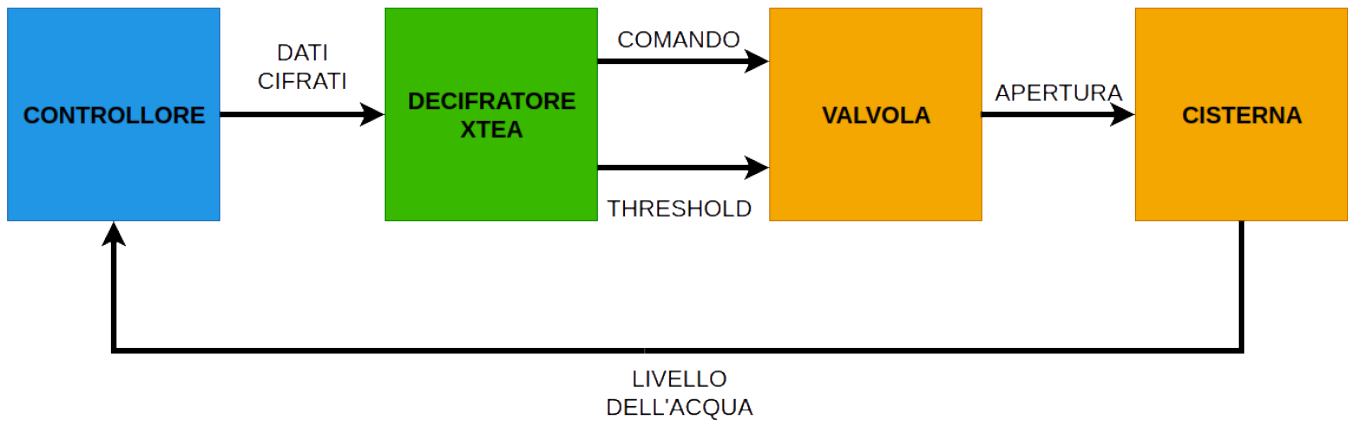 CONTROLLORE
DATI
CIFRATI
DECIFRATORE
XTEA
COMANDO
THRESHOLD
VALVOLA
APERTURA
CISTERNA
LIVELLO
DELL'ACQUA